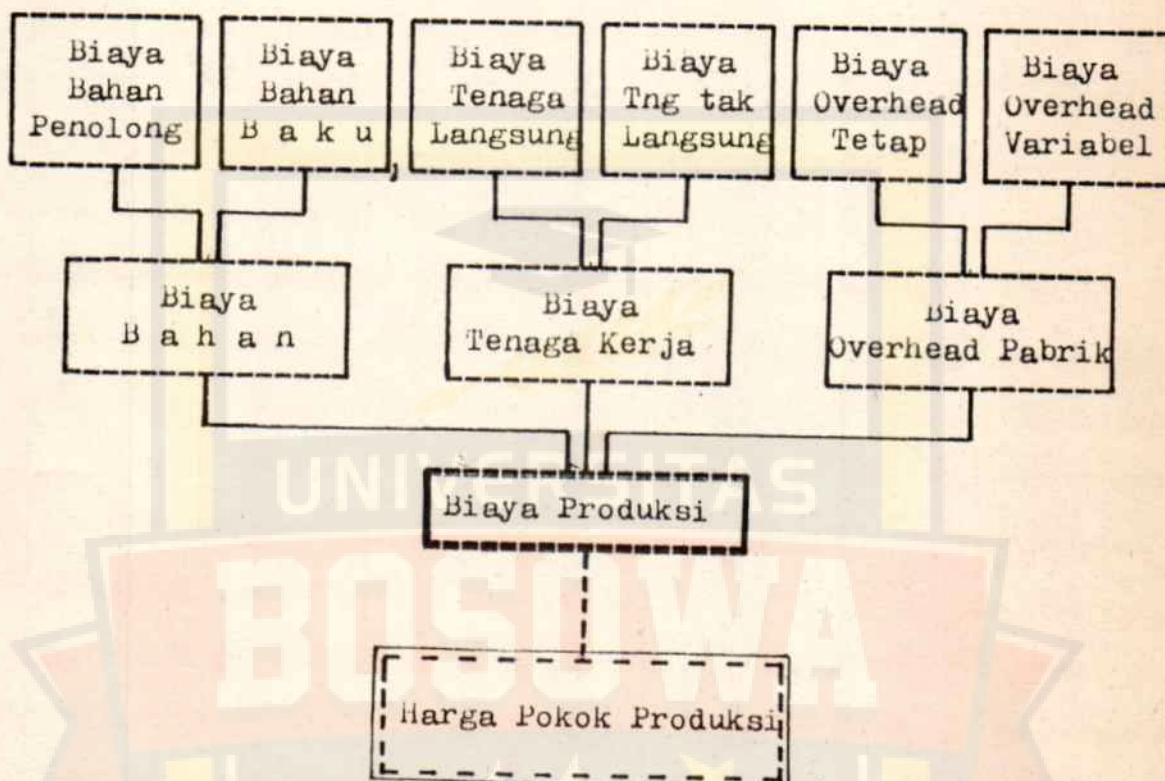 Biaya
Bahan
Penolong
Biaya
Bahan
B a k u
Biaya
Tenaga
Langsung
Biaya
Tng tak
Langsung
Biaya
Overhead
Tetap
Biaya
Overhead
Variabel
Biaya
B a h a n
Biaya
Tenaga Kerja
Biaya
Overhead Pabrik
Biaya Produksi
Harga Pokok Produksi
UNIVERSITAS
BOSOWA